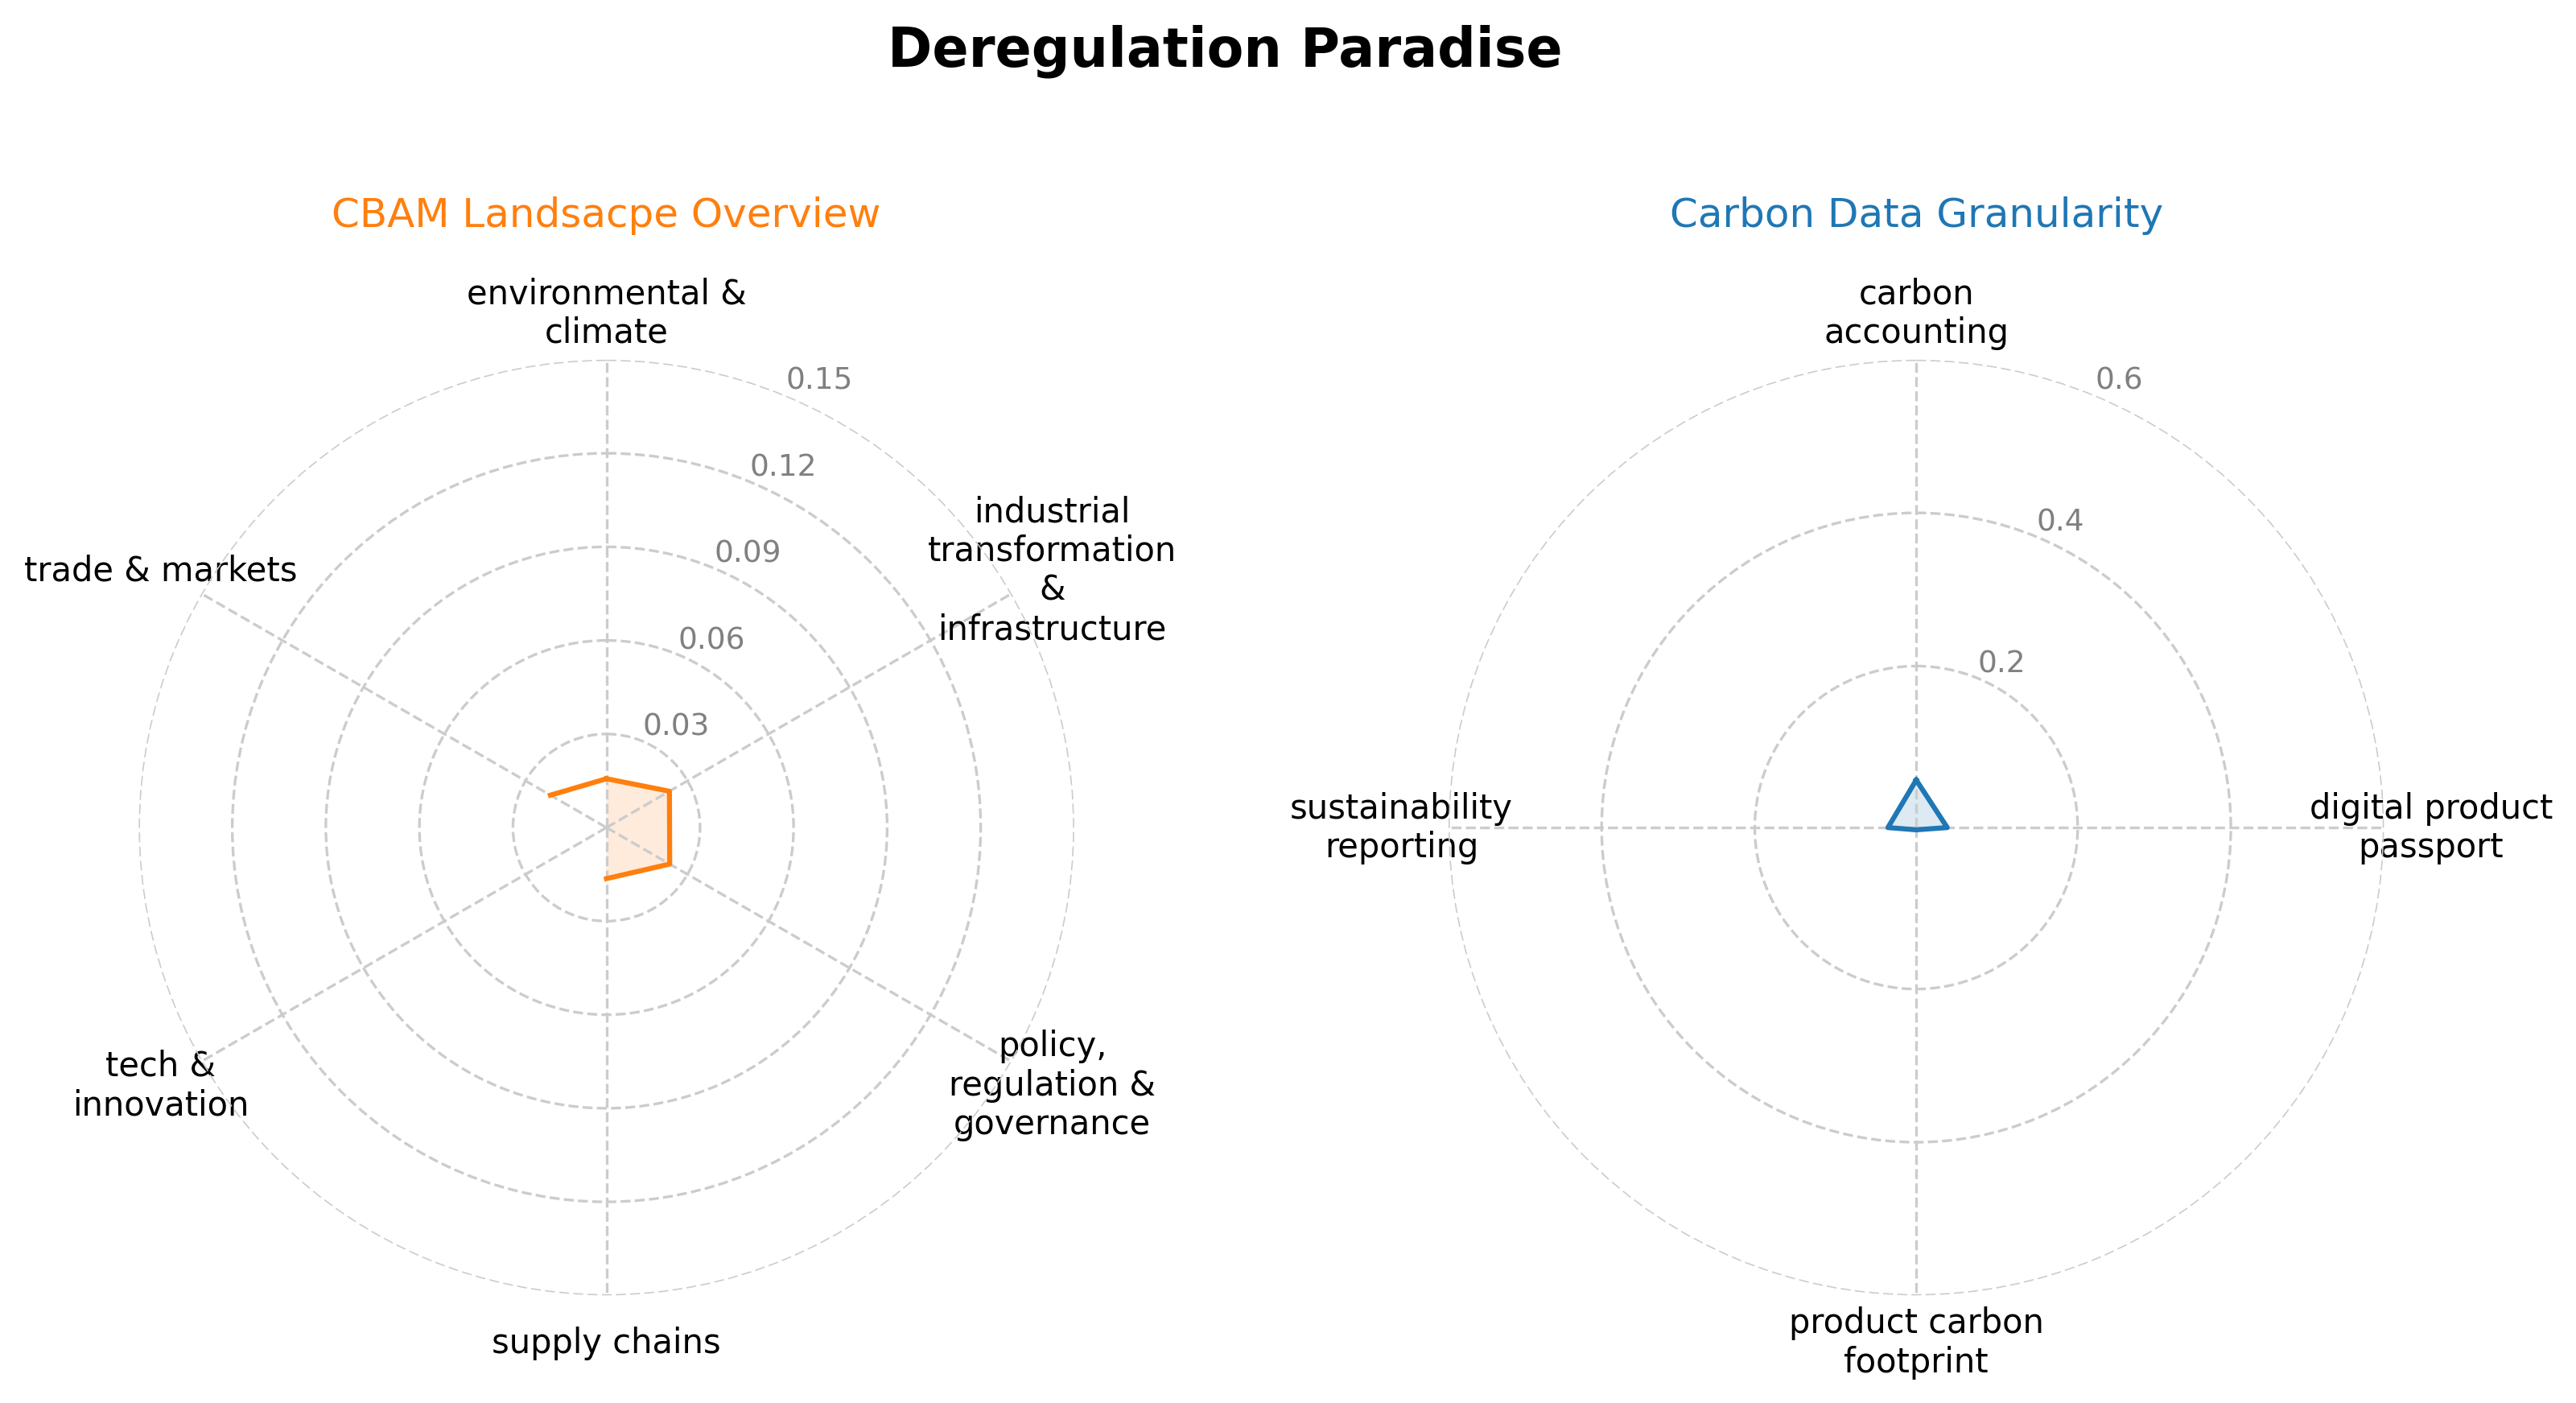 Deregulation Paradise
CBAM Landsacpe Overview
environmental &
climate
0.15
0.12
0.09
0.06
0.03
industrial
transformation
&
infrastructure
trade & markets
tech &
innovation
policy,
regulation &
governance
supply chains
Carbon Data Granularity
carbon
accounting
0.6
0.4
0.2
sustainability
reporting
digital product
passport
product carbon
footprint